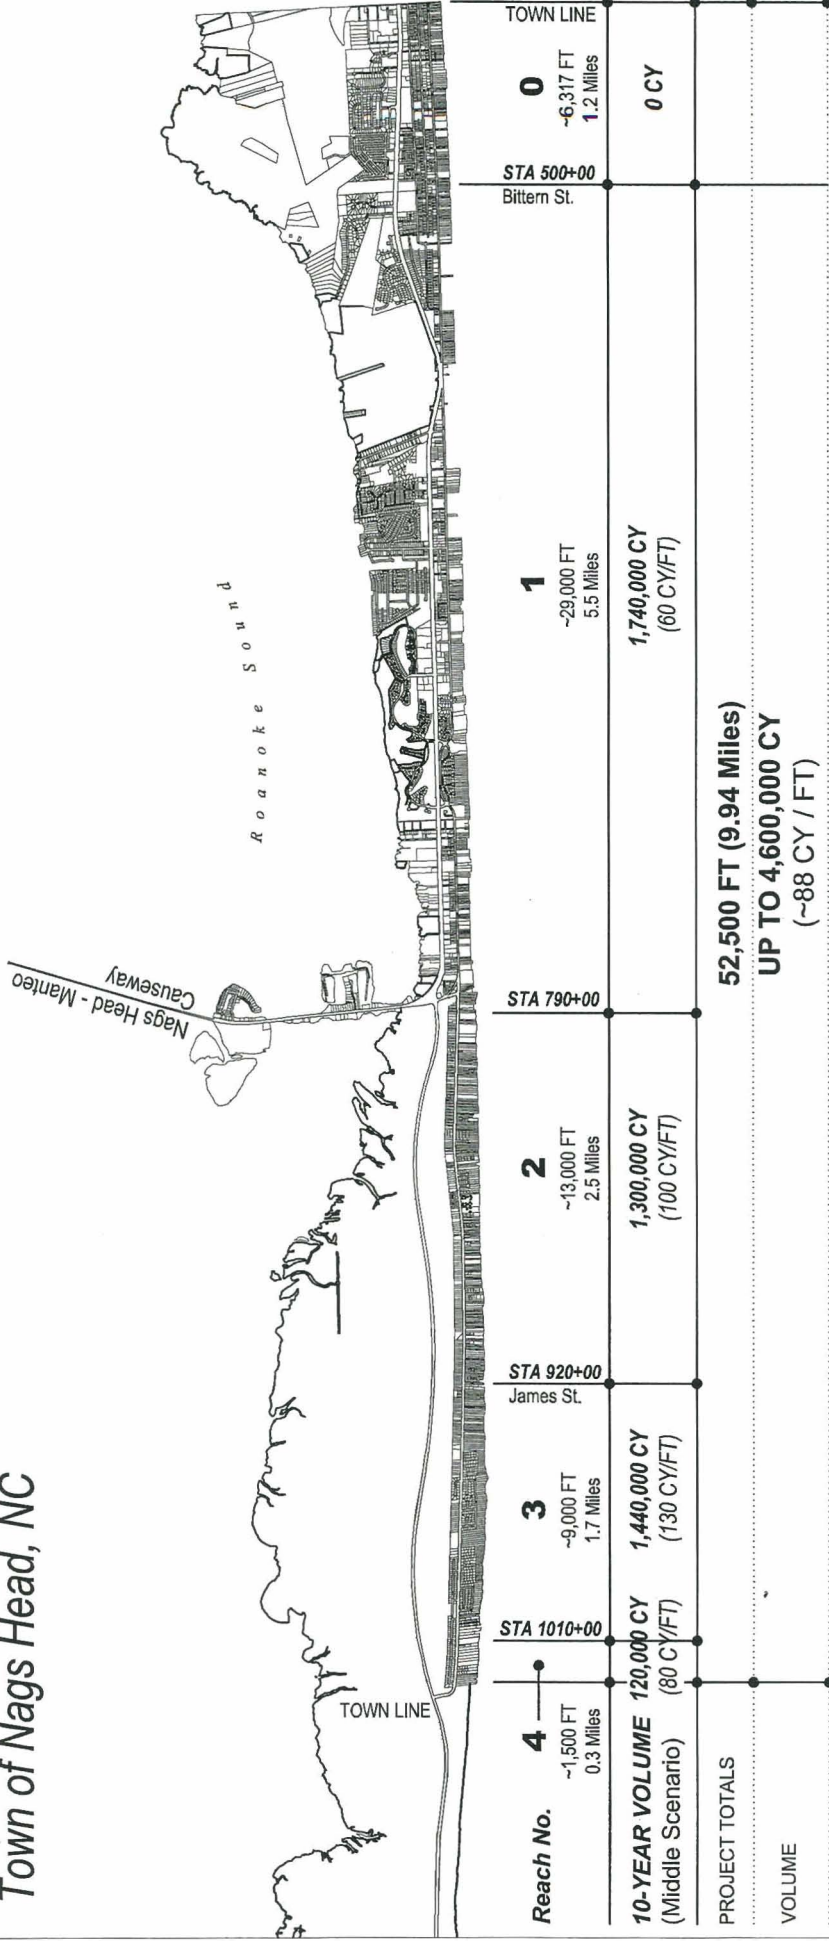 Town of Nags Head, NC
Nags Head - Manteo
Causeway
Roanoke Sound
TOWN LINE
TOWN LINE
STA 1010+00
STA 920+00
James St.
STA 790+00
STA 500+00
Bittern St.
Reach No.
4
~1,500 FT
0.3 Miles
3
~9,000 FT
1.7 Miles
2
~13,000 FT
2.5 Miles
1
~29,000 FT
5.5 Miles
0
~6,317 FT
1.2 Miles
10-YEAR VOLUME
(Middle Scenario)
120,000 CY
(80 CY/FT)
1,440,000 CY
(130 CY/FT)
1,300,000 CY
(100 CY/FT)
1,740,000 CY
(60 CY/FT)
0 CY
PROJECT TOTALS
52,500 FT (9.94 Miles)
VOLUME
UP TO 4,600,000 CY
(~88 CY / FT)